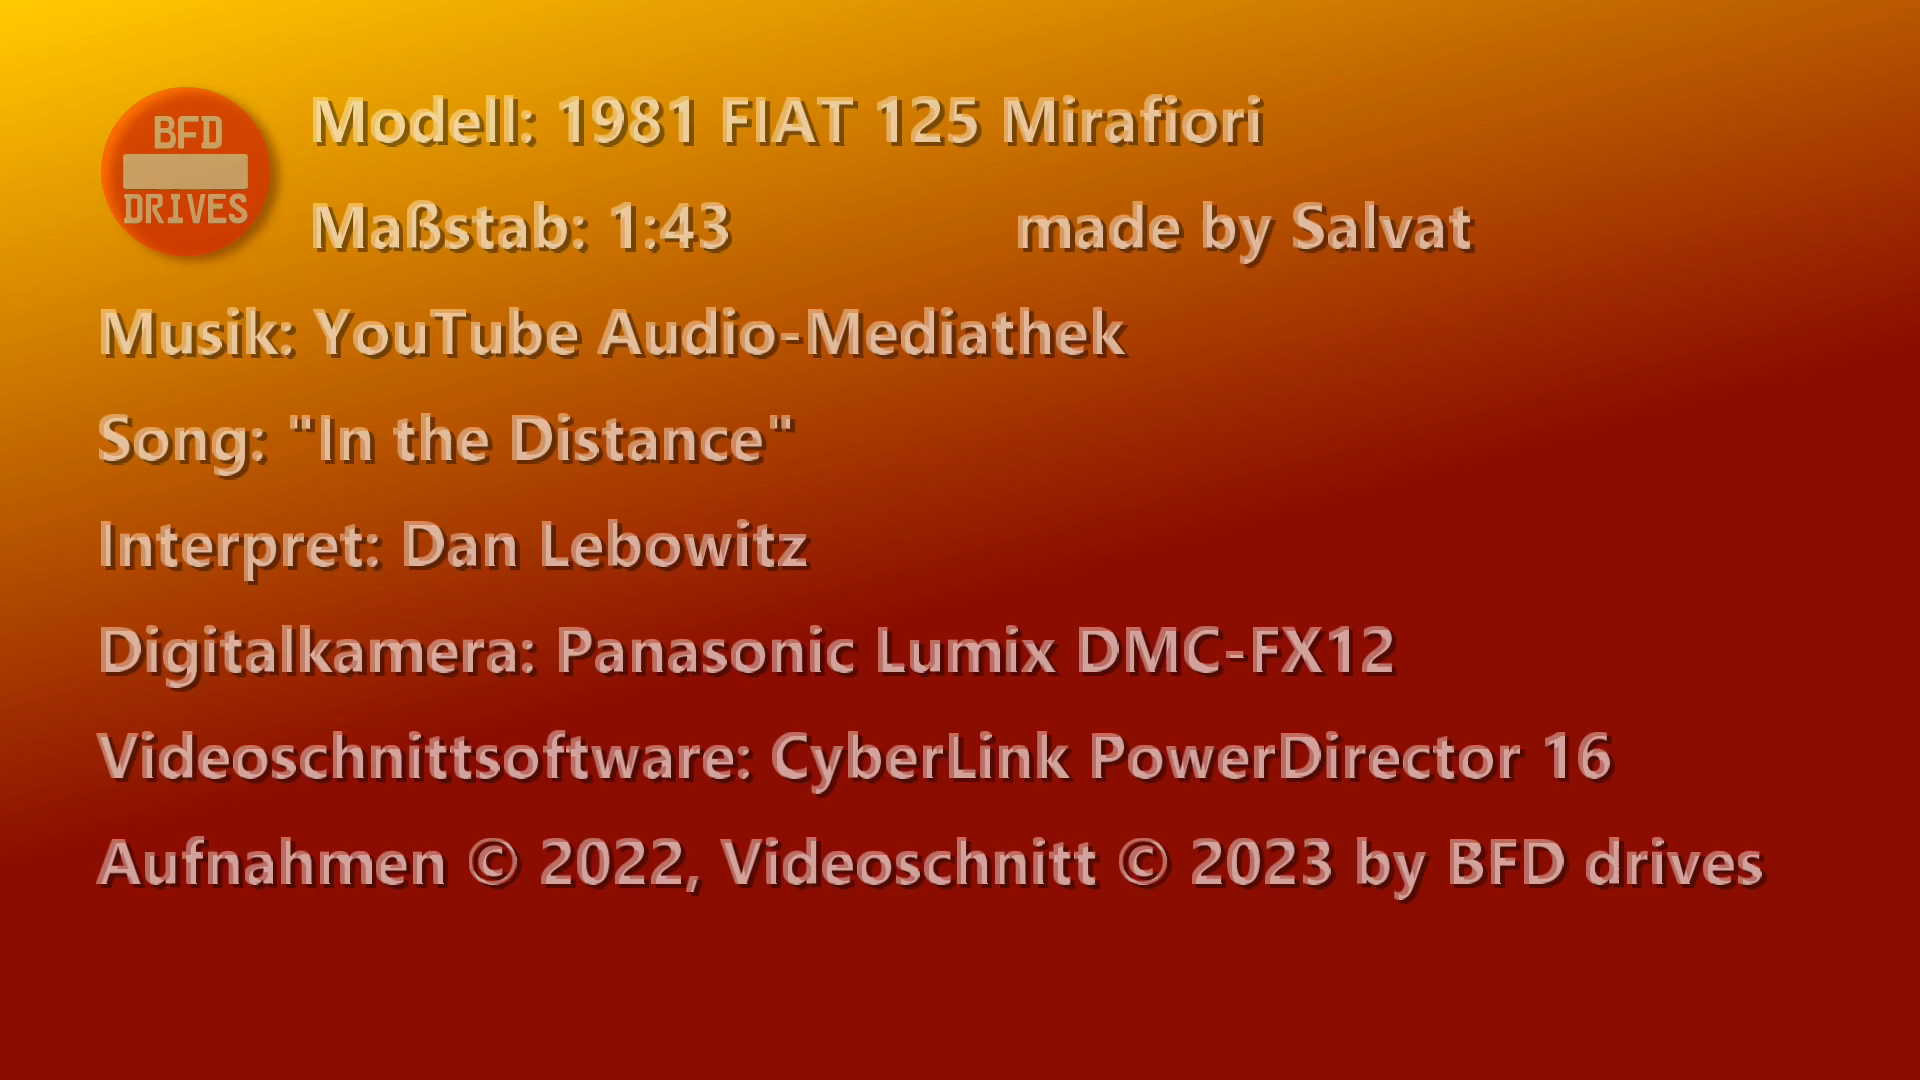 BFD
DRIVES
Modell: 1981 FIAT 125 Mirafiori
Maßstab: 1:43 made by Salvat
Musik: YouTube Audio-Mediathek
Song: "In the Distance"
Interpret: Dan Lebowitz
Digitalkamera: Panasonic Lumix DMC-FX12
Videoschnittsoftware: CyberLink PowerDirector 16
Aufnahmen © 2022, Videoschnitt © 2023 by BFD drives